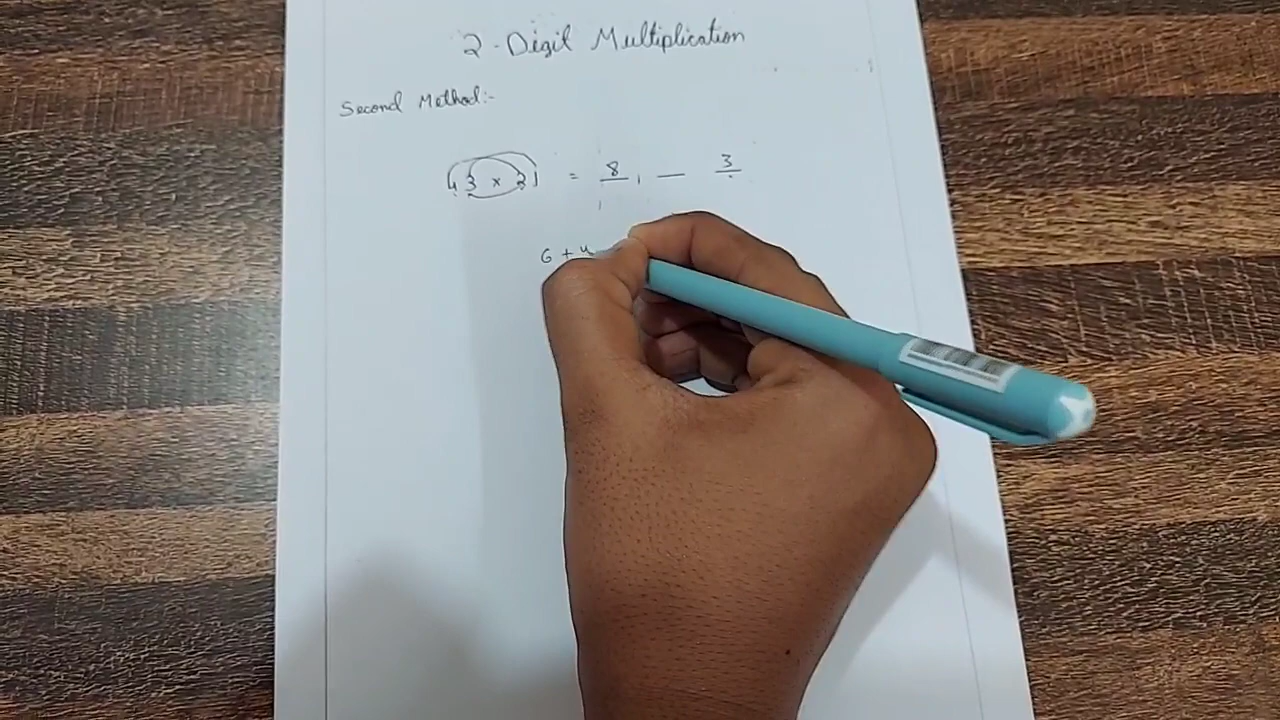 2-Digit Multiplication
Second Method:-
43 × 21 = 8, __ 3
6 + 4